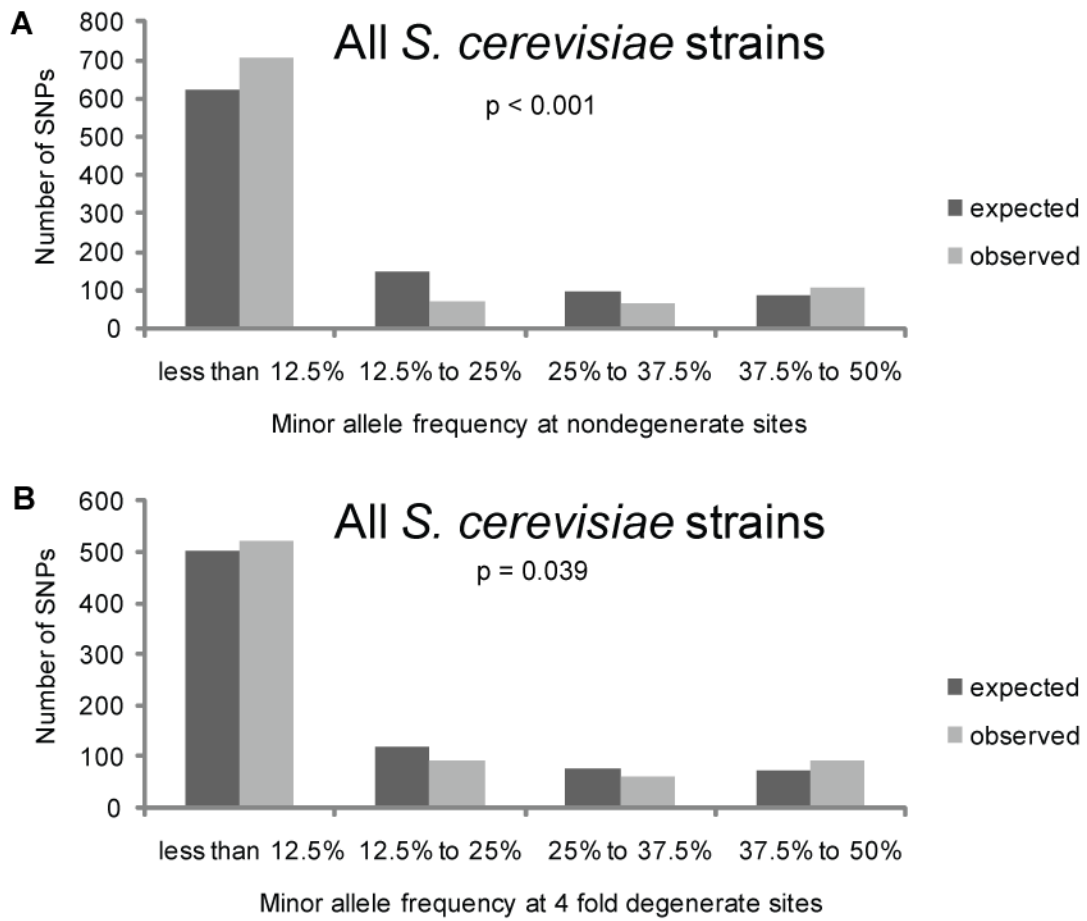 A
All S. cerevisiae strains
p < 0.001
Number of SNPs
800
700
600
500
400
300
200
100
0
less than 12.5% 12.5% to 25% 25% to 37.5% 37.5% to 50%
Minor allele frequency at nondegenerate sites
expected
observed
B
All S. cerevisiae strains
p = 0.039
Number of SNPs
600
500
400
300
200
100
0
less than 12.5% 12.5% to 25% 25% to 37.5% 37.5% to 50%
Minor allele frequency at 4 fold degenerate sites
expected
observed